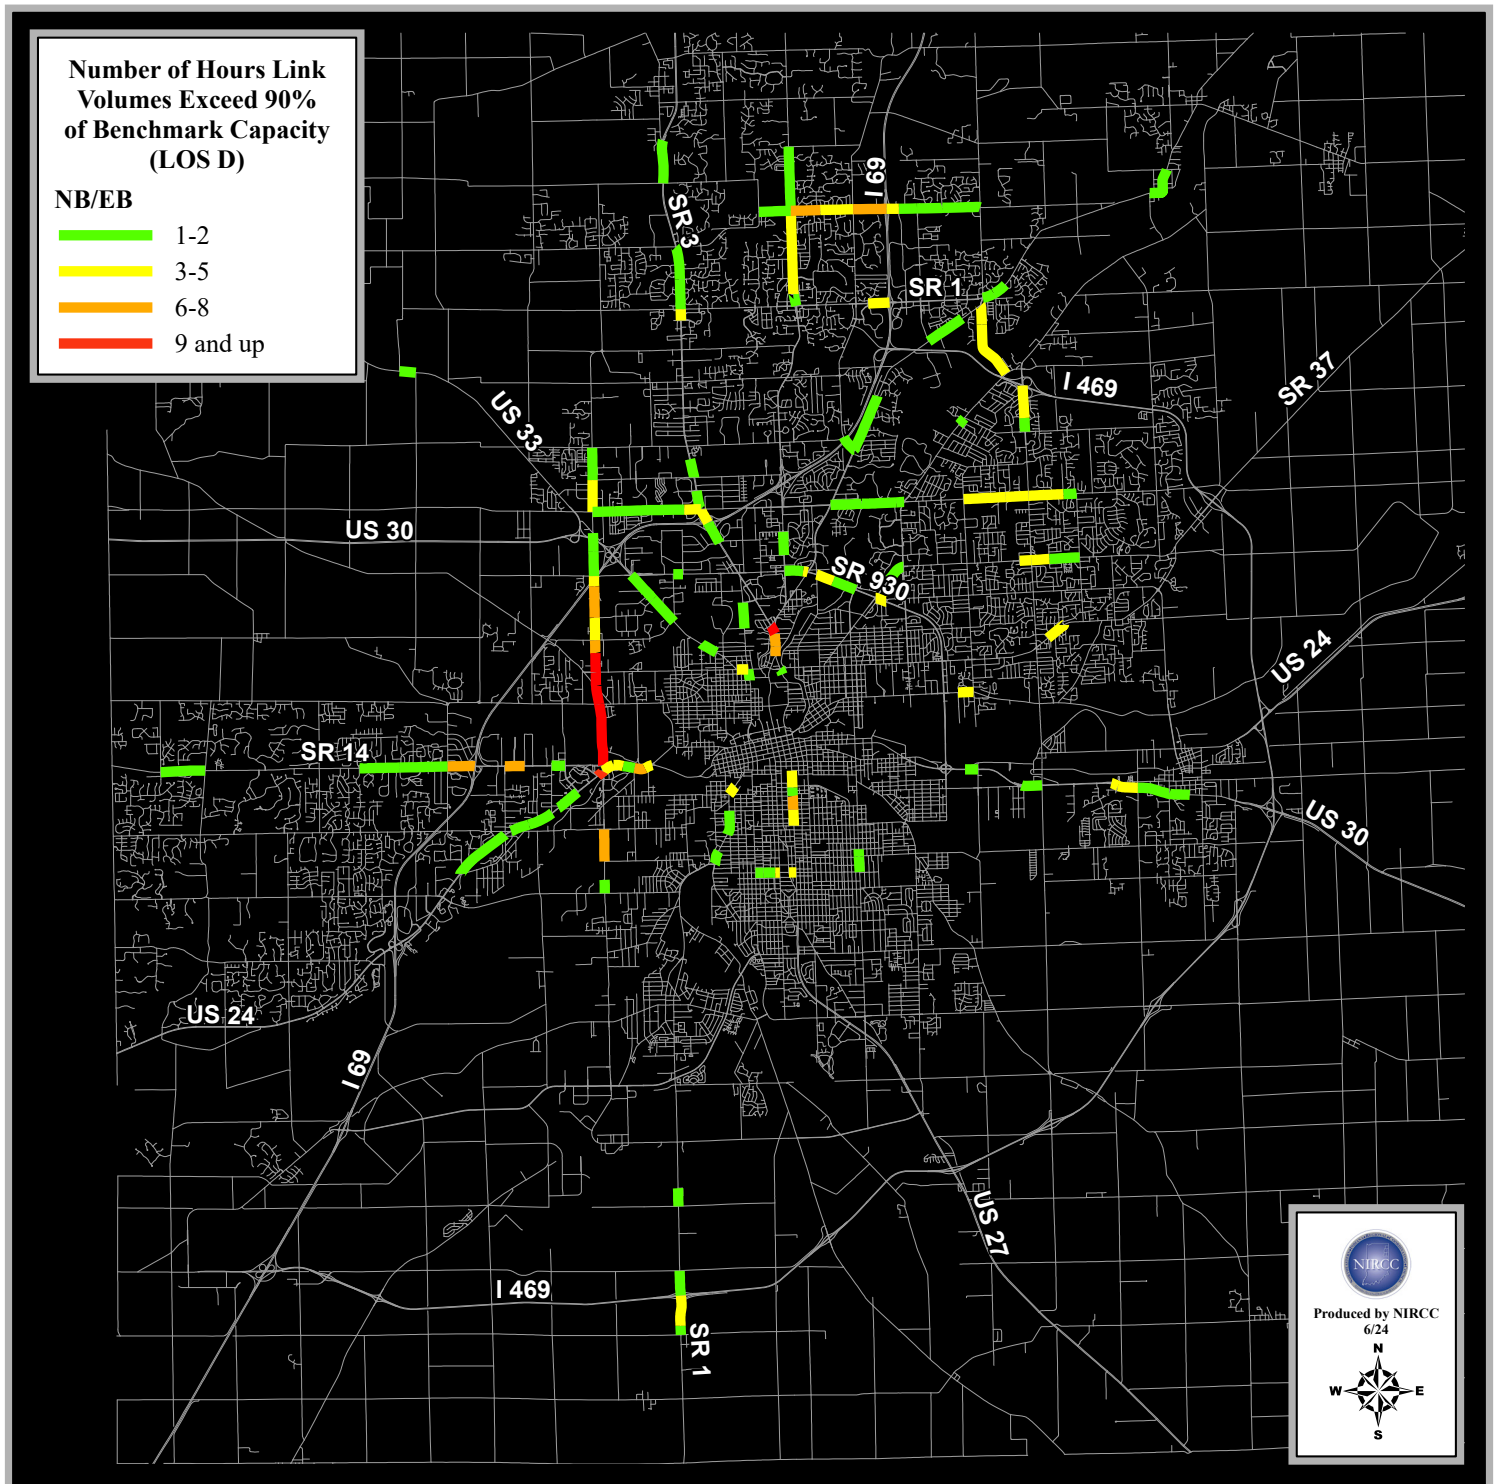 Number of Hours Link
Volumes Exceed 90%
of Benchmark Capacity
(LOS D)
NB/EB
1-2
3-5
6-8
9 and up
I 69
SR 3
SR 1
I 469
SR 37
US 33
US 30
SR 930
US 24
SR 14
US 30
US 24
I 69
US 27
I 469
SR 1
NIRCC
Produced by NIRCC
6/24
N
W E
S